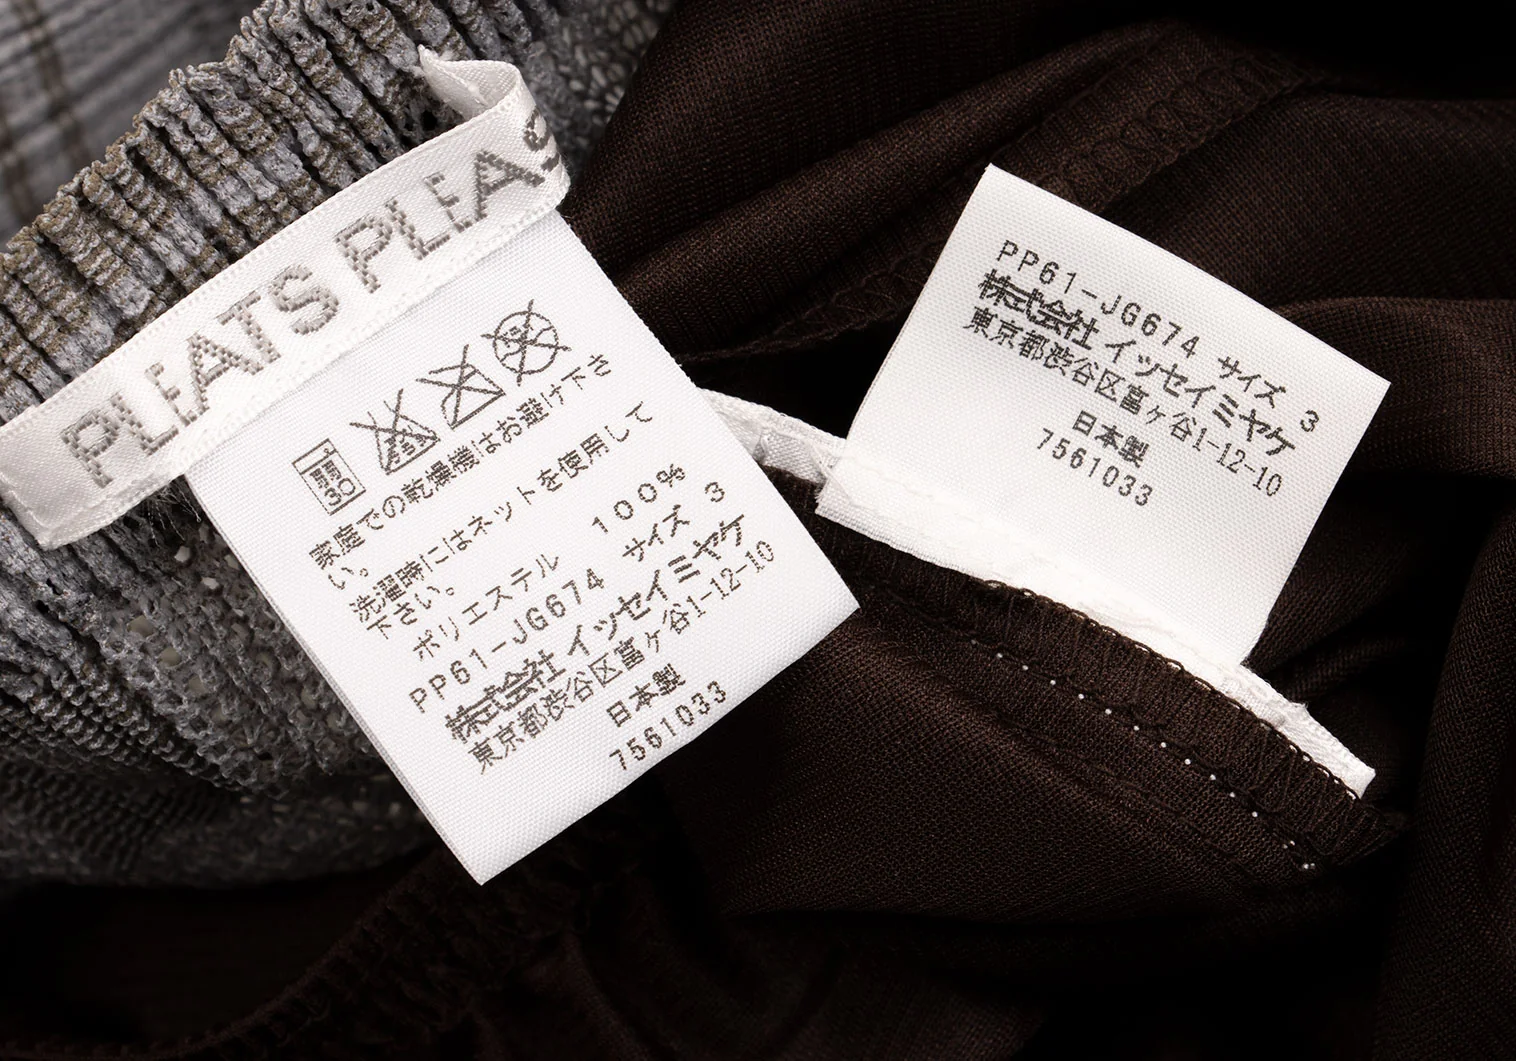 PLEATS PLEAS
手洗イ
30
家庭での乾燥機はお避け下さ
い。
洗濯時にはネットを使用して
下さい。
ポリエステル 100%
PP61-JG674 サイズ 3
株式会社 イッセイミヤケ
東京都渋谷区富ヶ谷1-12-10
日本製
7561033
PP61-JG674 サイズ 3
株式会社 イッセイミヤケ
東京都渋谷区富ヶ谷1-12-10
日本製
7561033